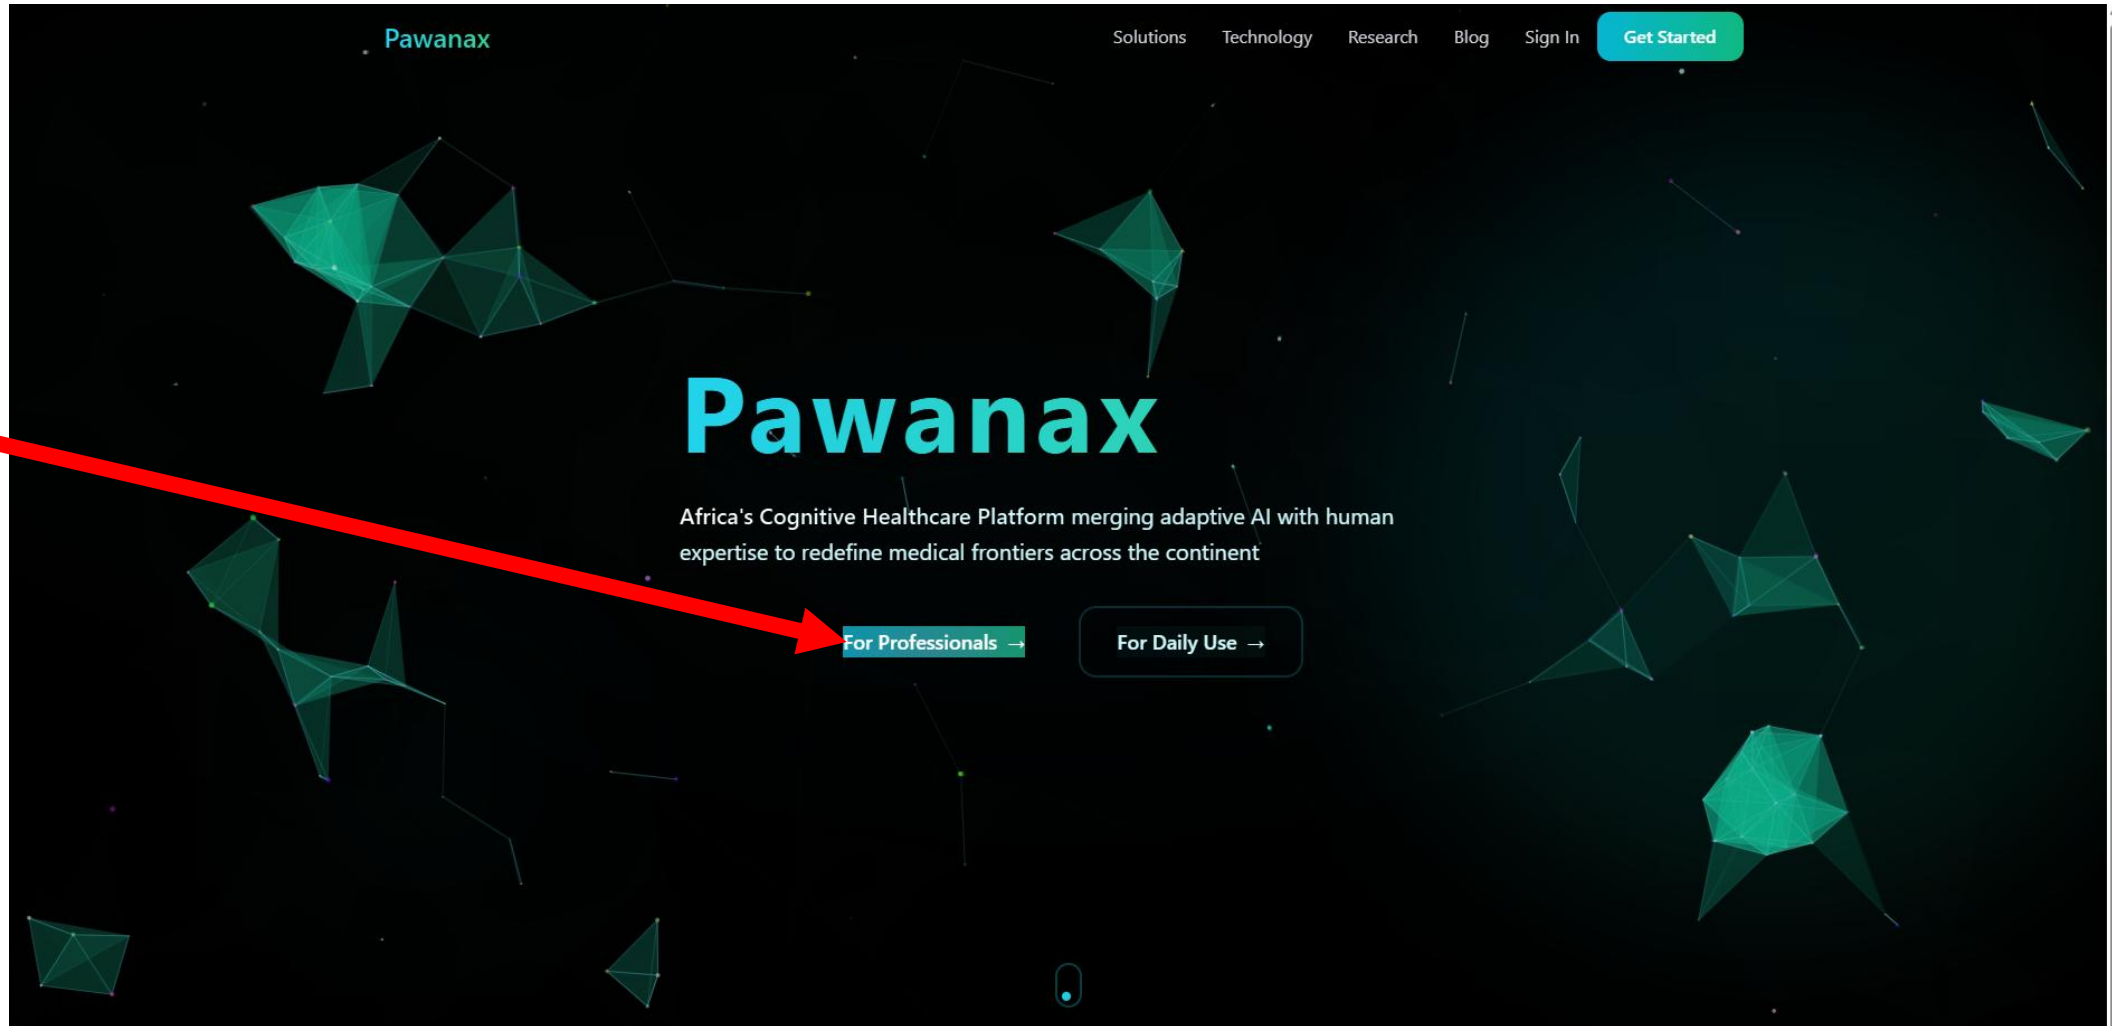 Pawanax
Solutions Technology Research Blog Sign In Get Started
Pawanax
Africa's Cognitive Healthcare Platform merging adaptive AI with human
expertise to redefine medical frontiers across the continent
For Professionals → For Daily Use →